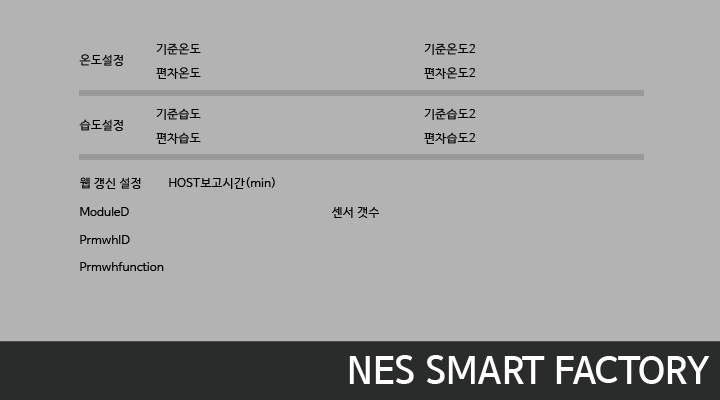 온도설정
기준온도 기준온도2
편차온도 편차온도2
습도설정
기준습도 기준습도2
편차습도 편차습도2
웹 갱신 설정 HOST보고시간(min)
ModuleD 센서 갯수
PrmwhID
Prmwhfunction
NES SMART FACTORY